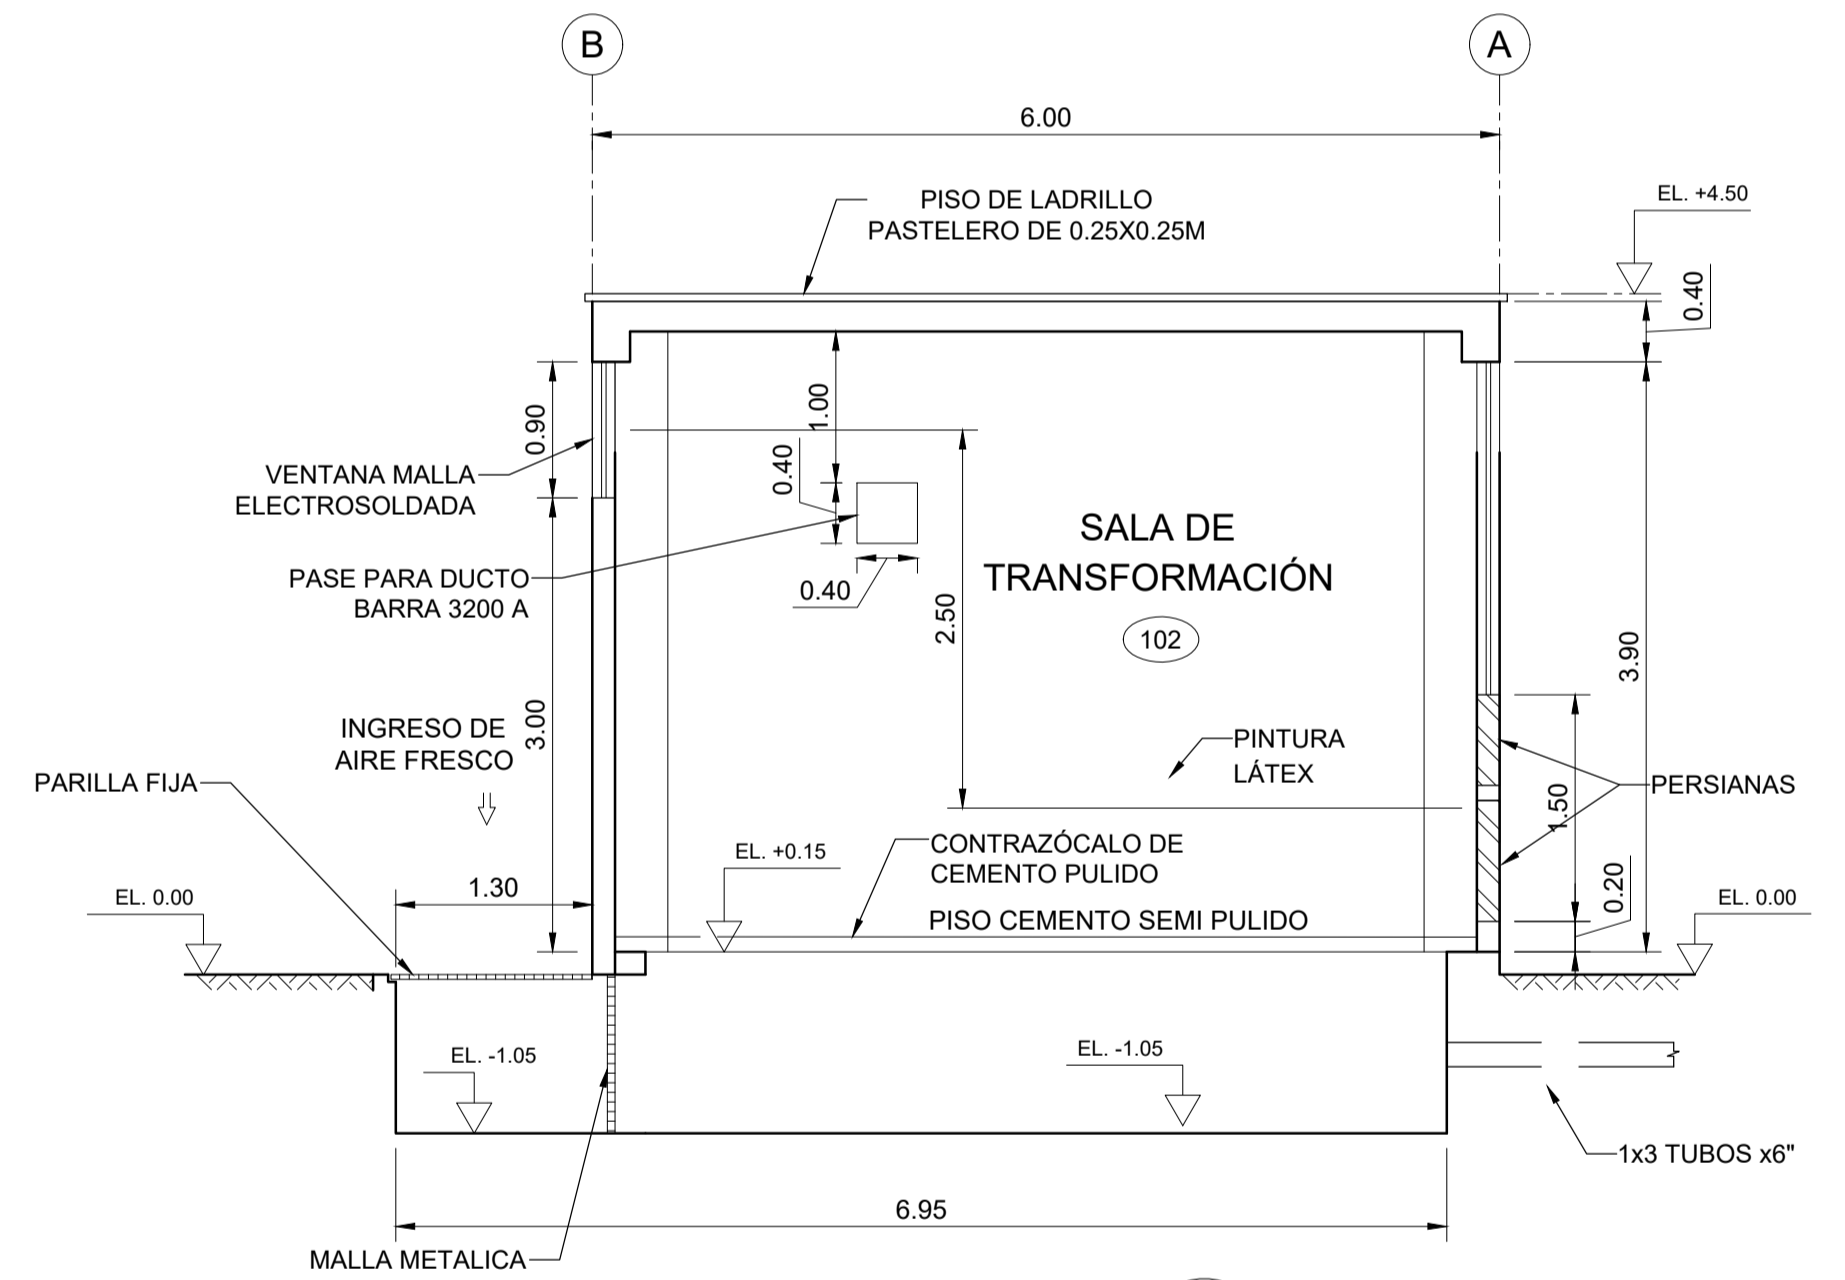 B
A
6.00
PISO DE LADRILLO
PASTELERO DE 0.25X0.25M
EL. +4.50
0.40
0.90
1.00
0.40
VENTANA MALLA
ELECTROSOLDADA
SALA DE
TRANSFORMACIÓN
PASE PARA DUCTO
BARRA 3200 A
0.40
2.50
102
3.90
3.00
INGRESO DE
AIRE FRESCO
PINTURA
LÁTEX
PARILLA FIJA
PERSIANAS
1.50
CONTRAZÓCALO DE
CEMENTO PULIDO
EL. +0.15
1.30
0.20
EL. 0.00
EL. 0.00
PISO CEMENTO SEMI PULIDO
EL. -1.05
EL. -1.05
1x3 TUBOS x6"
6.95
MALLA METALICA